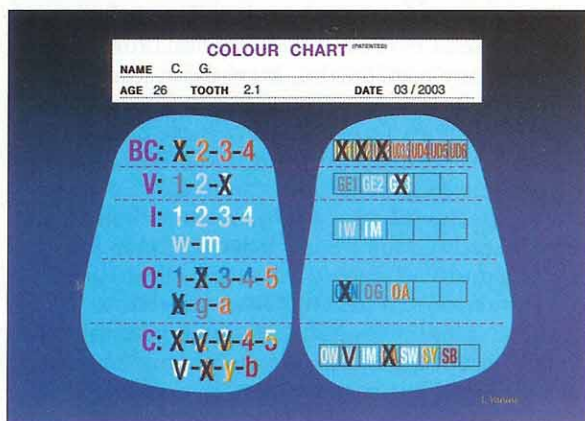 COLOUR CHART (PATENTED)
NAME C. G.
AGE 26 TOOTH 2.1 DATE 03 / 2003
BC: X-2-3-4
UD4 UD5 UD6
V: 1-2-X
GE1 GE2
I: 1-2-3-4
w-m
IW IM
O: 1-X-3-4-5
X-g-a
OG OA
C: X-V-V-4-5
V-X-y-b
OW V IM X SW SY SB